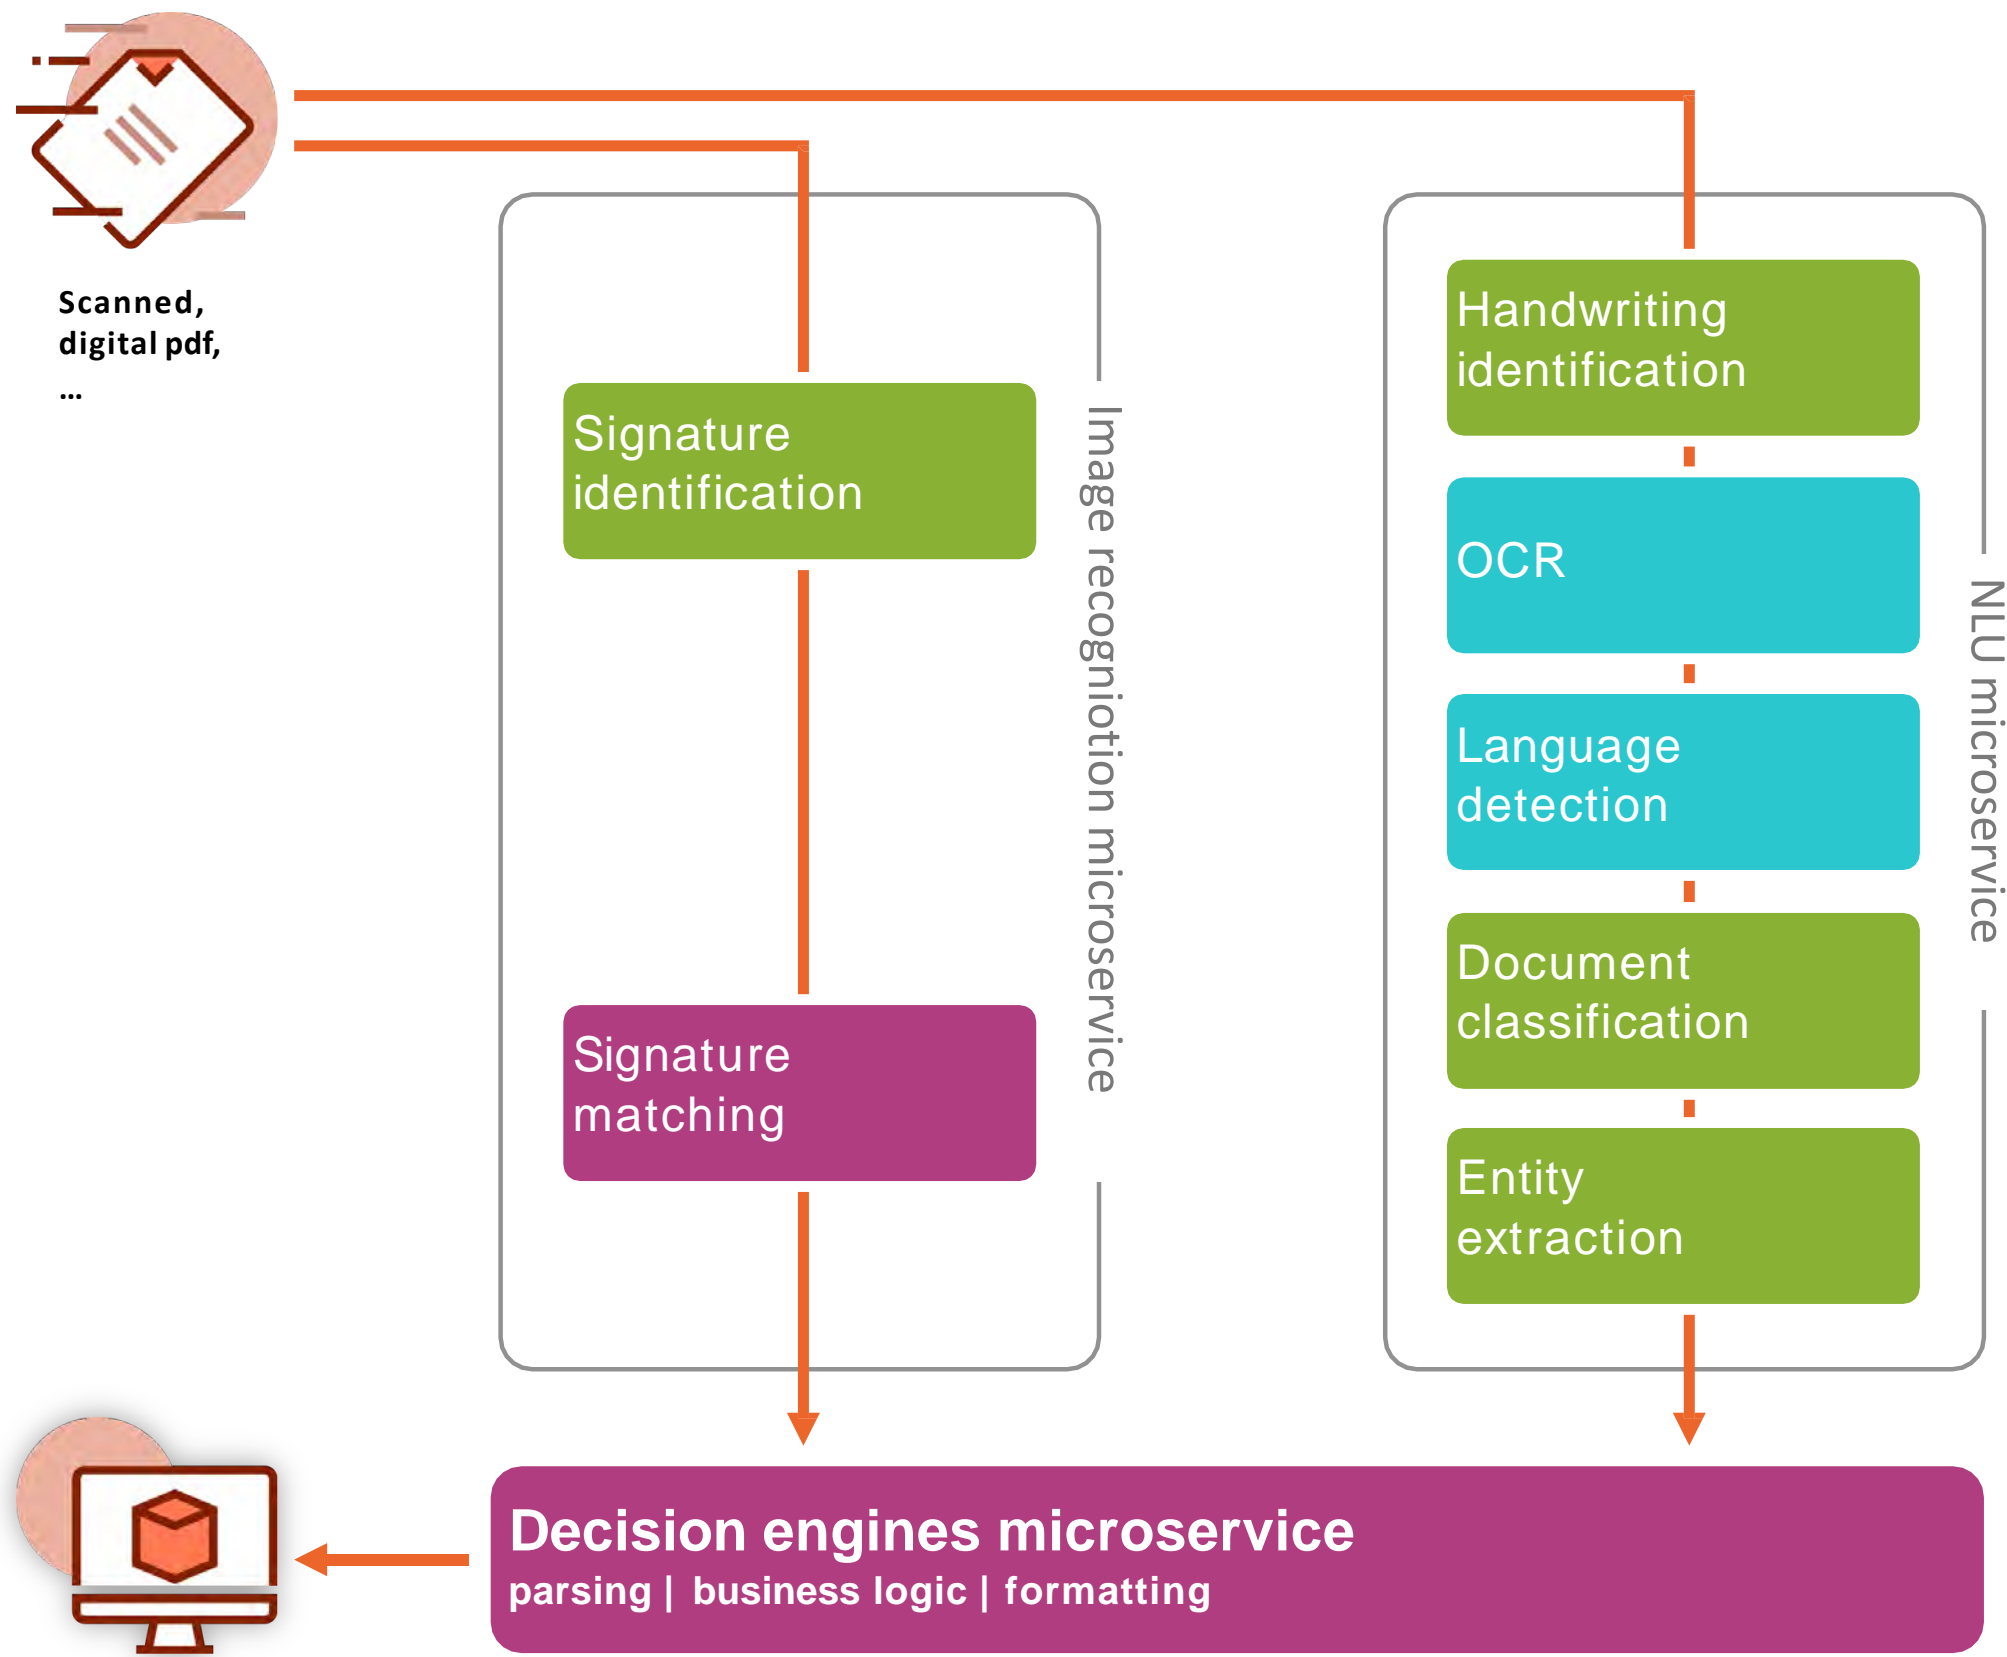 Scanned,
digital pdf,
…
Signature
identification
Signature
matching
Image recogniotion microservice
Handwriting
identification
OCR
Language
detection
Document
classification
Entity
extraction
NLU microservice
Decision engines microservice
parsing | business logic | formatting